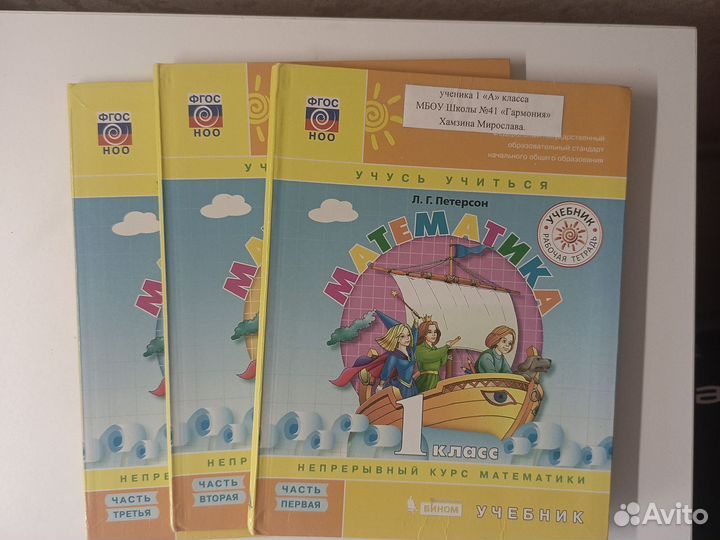 ФГОС
НОО
ЧАСТЬ
ТРЕТЬЯ
ФГОС
НОО
ЧАСТЬ
ВТОРАЯ
ФГОС
НОО
ученика 1 «А» класса
МБОУ Школы №41 «Гармония»
Хамзина Мирослава.
образовательный стандарт
начального общего образования
УЧУСЬ УЧИТЬСЯ
Л. Г. Петерсон
МАТЕМАТИКА
УЧЕБНИК
РАБОЧАЯ ТЕТРАДЬ
1 КЛАСС
НЕПРЕРЫВНЫЙ КУРС МАТЕМАТИКИ
ЧАСТЬ
ПЕРВАЯ
БИНОМ
УЧЕБНИК
Avito